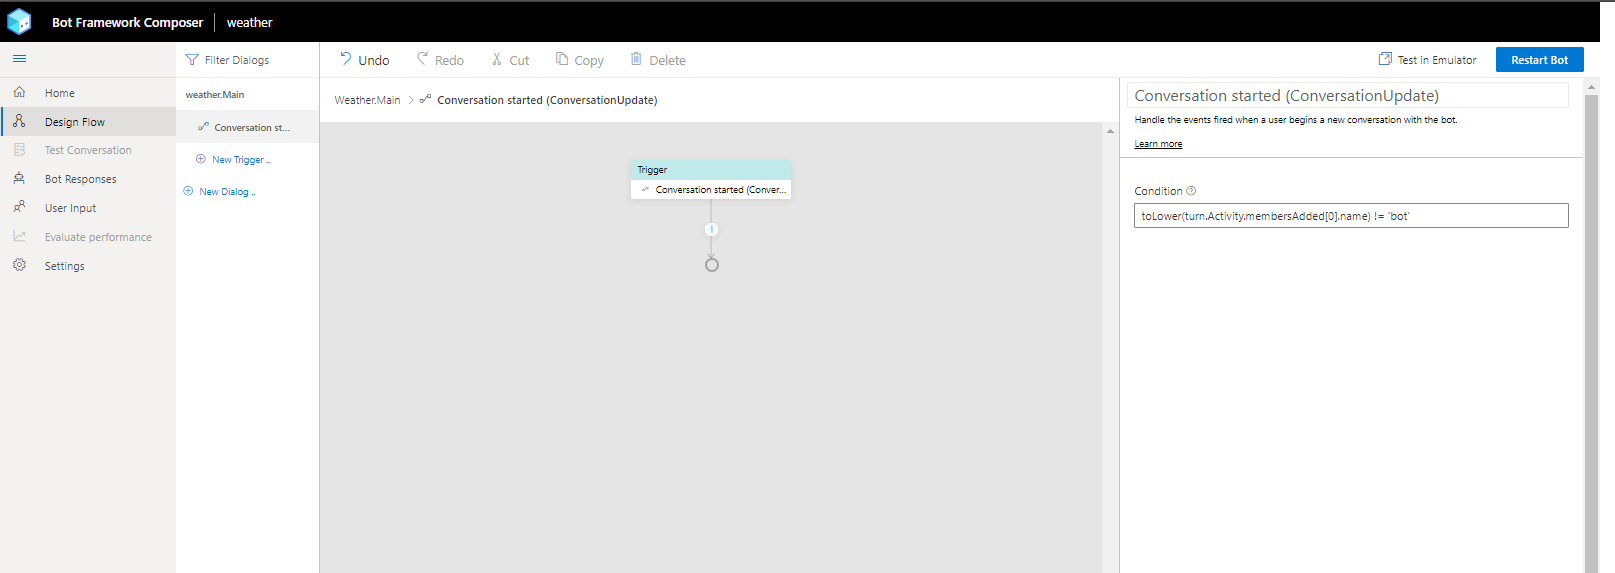 Bot Framework Composer weather
Filter Dialogs
Undo Redo Cut Copy Delete
Test in Emulator Restart Bot
Home
Design Flow
Test Conversation
Bot Responses
User Input
Evaluate performance
Settings
weather.Main
Conversation st...
New Trigger ..
New Dialog ..
Weather.Main > Conversation started (ConversationUpdate)
Trigger
Conversation started (Conver...
Conversation started (ConversationUpdate)
Handle the events fired when a user begins a new conversation with the bot.
Learn more
Condition
toLower(turn.Activity.membersAdded[0].name) != 'bot'